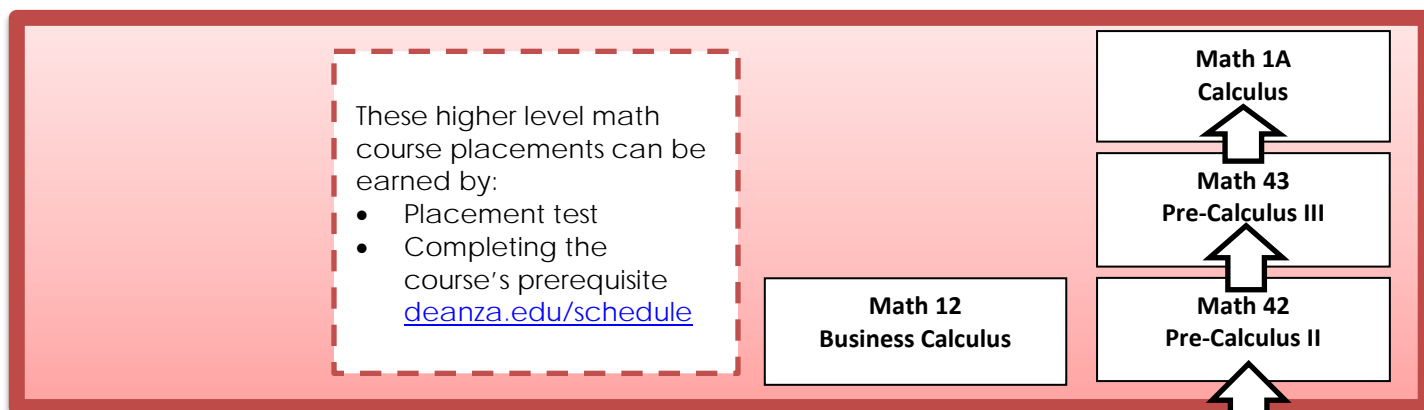 These higher level math
course placements can be
earned by:
• Placement test
• Completing the
course’s prerequisite
deanza.edu/schedule
Math 12
Business Calculus
Math 1A
Calculus
Math 43
Pre-Calculus III
Math 42
Pre-Calculus II